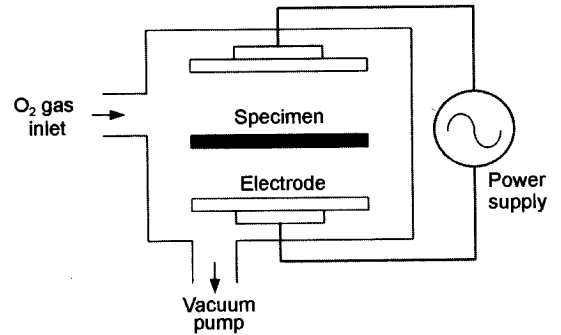 O₂ gas
inlet
Specimen
Electrode
Power
supply
Vacuum
pump